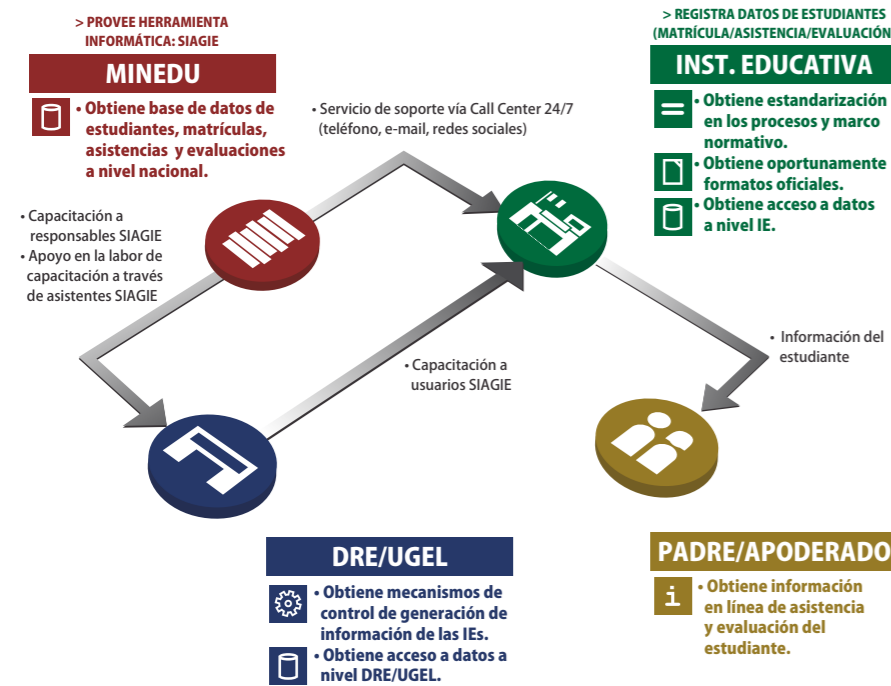 > PROVEE HERRAMIENTA
INFORMÁTICA: SIAGIE
MINEDU
• Obtiene base de datos de
estudiantes, matrículas,
asistencias y evaluaciones
a nivel nacional.
• Servicio de soporte vía Call Center 24/7
(teléfono, e-mail, redes sociales)
> REGISTRA DATOS DE ESTUDIANTES
(MATRÍCULA/ASISTENCIA/EVALUACIÓN
INST. EDUCATIVA
• Obtiene estandarización
en los procesos y marco
normativo.
• Obtiene oportunamente
formatos oficiales.
• Obtiene acceso a datos
a nivel IE.
• Capacitación a
responsables SIAGIE
• Apoyo en la labor de
capacitación a través
de asistentes SIAGIE
• Capacitación a
usuarios SIAGIE
• Información del
estudiante
DRE/UGEL
• Obtiene mecanismos de
control de generación de
información de las IEs.
• Obtiene acceso a datos a
nivel DRE/UGEL.
PADRE/APODERADO
i
• Obtiene información
en línea de asistencia
y evaluación del
estudiante.